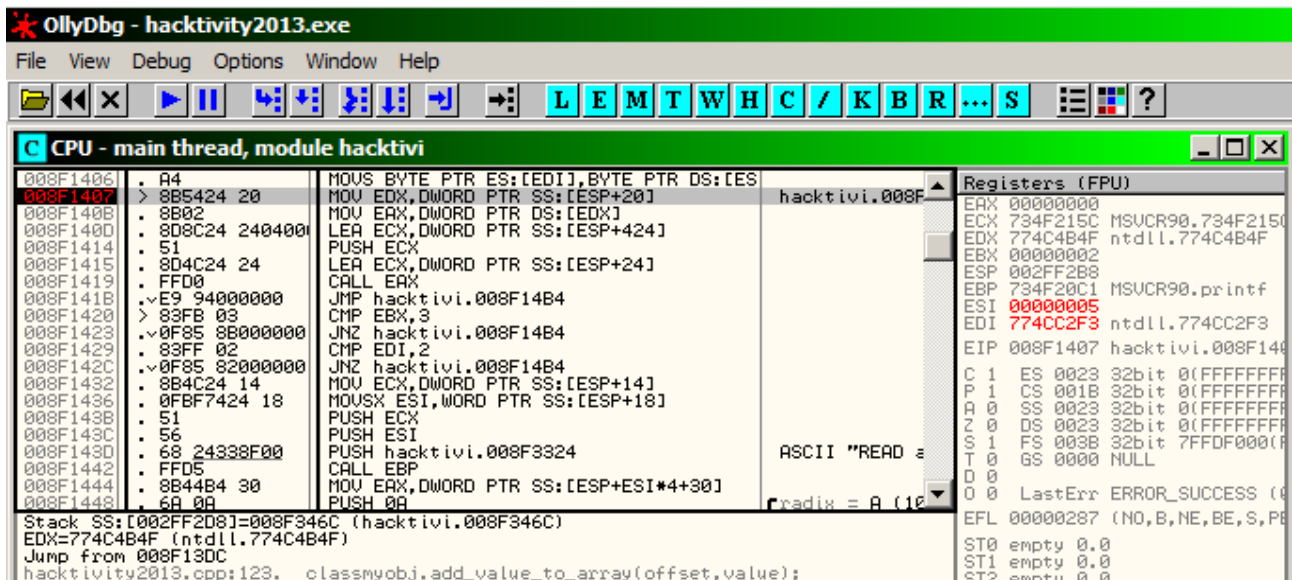 OllyDbg - hacktivity2013.exe
File View Debug Options Window Help
L E M T W H C / K B R ... S ?
C CPU - main thread, module hacktivi
008F1406 . A4 MOVS BYTE PTR ES:[EDI],BYTE PTR DS:[ES
008F1407 > 8B5424 20 MOV EDX,DWORD PTR SS:[ESP+20] hacktivi.008F
008F140B . 8B02 MOV EAX,DWORD PTR DS:[EDX]
008F140D . 8D8C24 240400 LEA ECX,DWORD PTR SS:[ESP+424]
008F1414 . 51 PUSH ECX
008F1415 . 8D4C24 24 LEA ECX,DWORD PTR SS:[ESP+24]
008F1419 . FFD0 CALL EAX
008F141B .vE9 94000000 JMP hacktivi.008F14B4
008F1420 > 83FB 03 CMP EBX,3
008F1423 .v0F85 8B000000 JNZ hacktivi.008F14B4
008F1429 . 83FF 02 CMP EDI,2
008F142C .v0F85 82000000 JNZ hacktivi.008F14B4
008F1432 . 8B4C24 14 MOV ECX,DWORD PTR SS:[ESP+14]
008F1436 . 0FBF7424 18 MOVSX ESI,WORD PTR SS:[ESP+18]
008F143B . 51 PUSH ECX
008F143C . 56 PUSH ESI
008F143D . 68 24338F00 PUSH hacktivi.008F3324 ASCII "READ a
008F1442 . FFD5 CALL EBP
008F1444 . 8B44B4 30 MOV EAX,DWORD PTR SS:[ESP+ESI*4+30]
008F1448 . 6A 0A PUSH 0A radix = A (10
Stack SS:[002FF2D8]=008F346C (hacktivi.008F346C)
EDX=774C4B4F (ntdll.774C4B4F)
Jump from 008F13DC
hacktivity2013.cpp:123. classmyobj.add_value_to_array(offset,value);
Registers (FPU)
EAX 00000000
ECX 734F215C MSVCR90.734F215C
EDX 774C4B4F ntdll.774C4B4F
EBX 00000002
ESP 002FF2B8
EBP 734F20C1 MSVCR90.printf
ESI 00000005
EDI 774CC2F3 ntdll.774CC2F3
EIP 008F1407 hacktivi.008F140
C 1 ES 0023 32bit 0(FFFFFFFF
P 1 CS 001B 32bit 0(FFFFFFFF
A 0 SS 0023 32bit 0(FFFFFFFF
Z 0 DS 0023 32bit 0(FFFFFFFF
S 1 FS 003B 32bit 7FFDF000(F
T 0 GS 0000 NULL
D 0
O 0 LastErr ERROR_SUCCESS (0
EFL 00000287 (NO,B,NE,BE,S,PE
ST0 empty 0.0
ST1 empty 0.0
ST2 empty 0.0